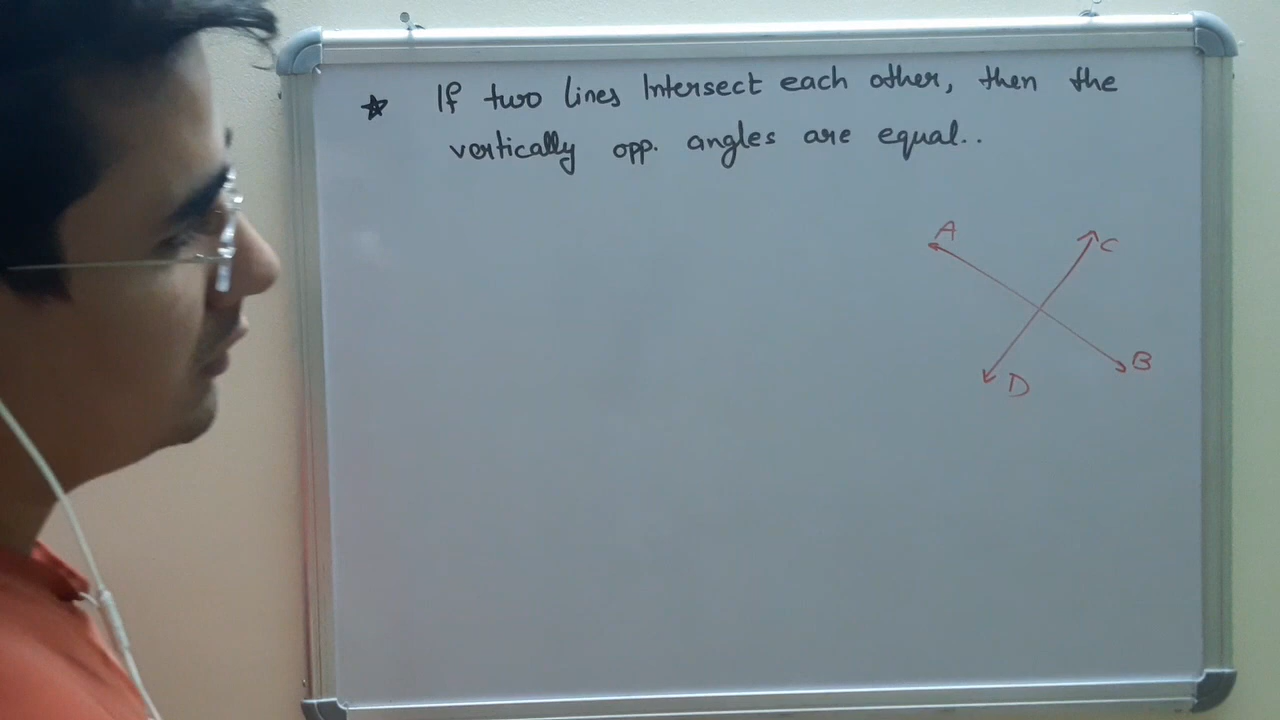 If two lines Intersect each other, then the
vertically opp. angles are equal..
A
C
B
D